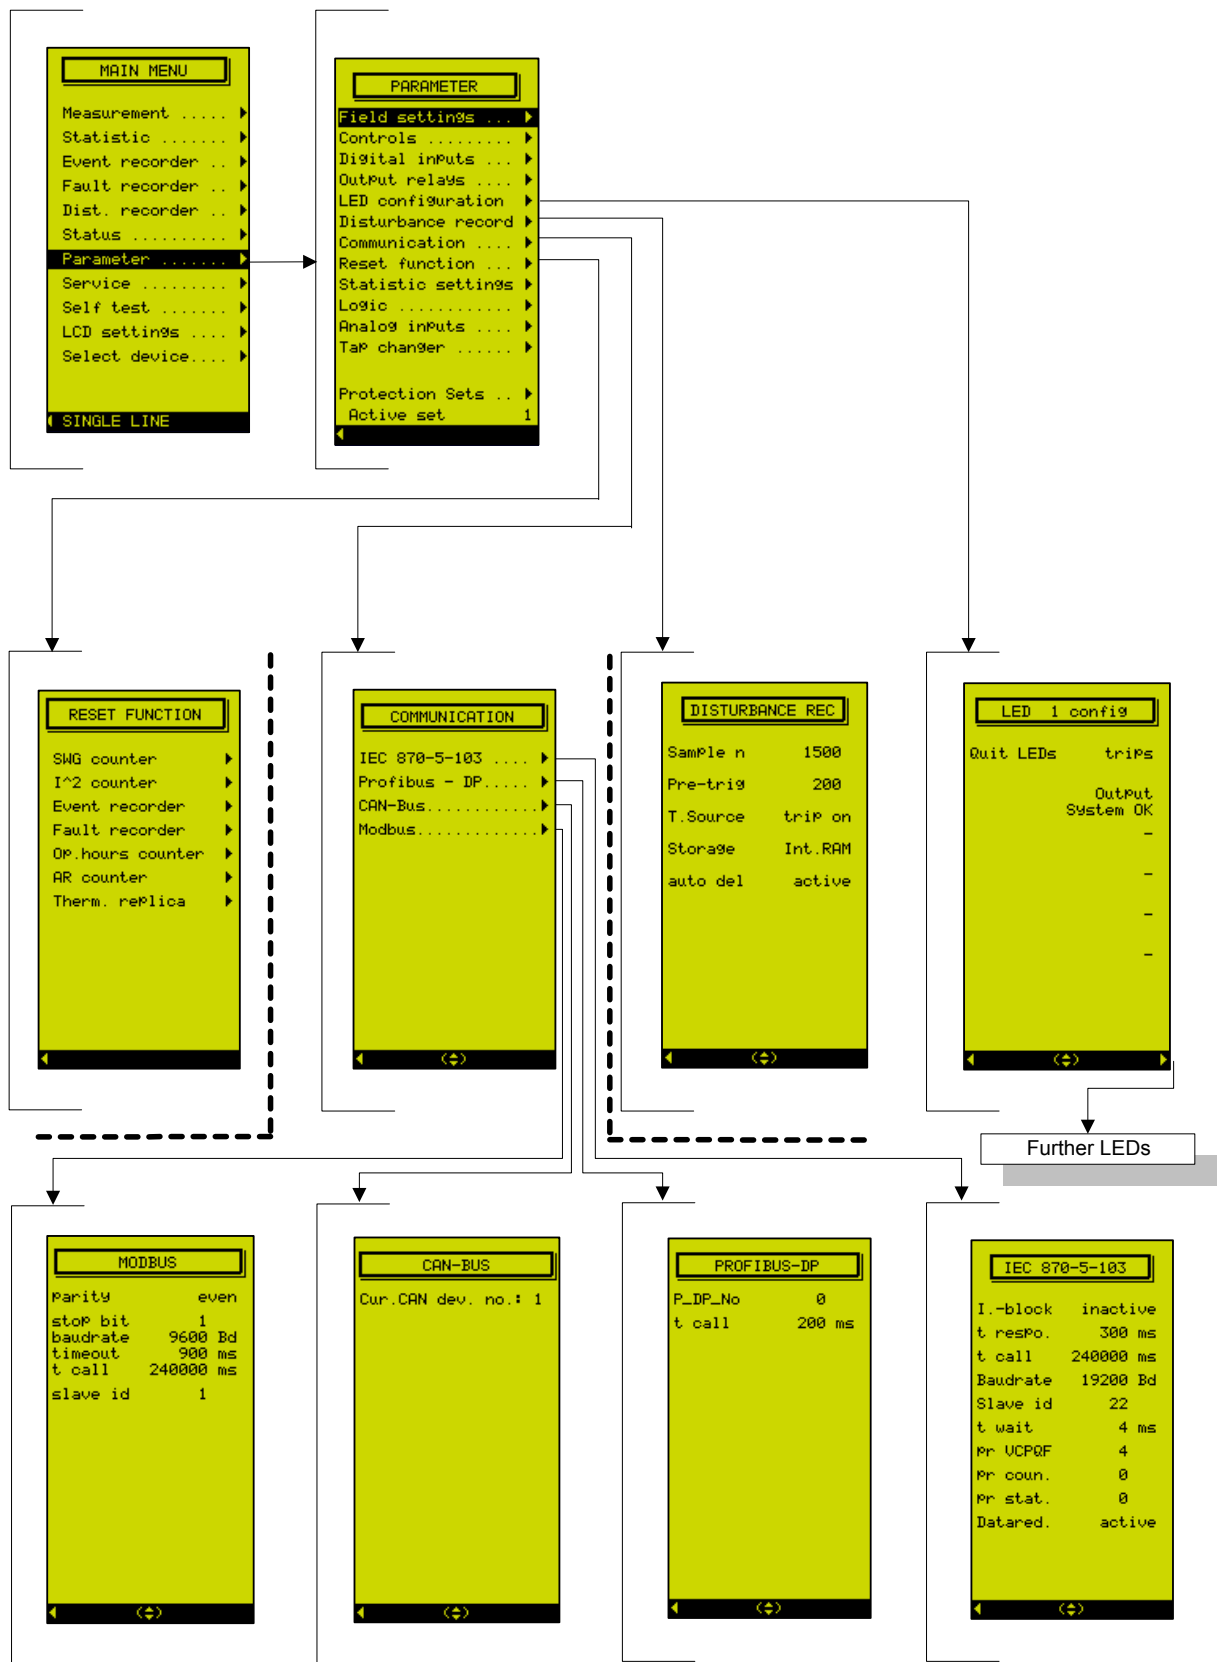 MAIN MENU
Measurement .....
Statistic .......
Event recorder ..
Fault recorder ..
Dist. recorder ..
Status ..........
Parameter .......
Service .........
Self test .......
LCD settings ....
Select device....
SINGLE LINE
PARAMETER
Field settings ...
Controls .........
Digital inputs ...
Output relays ....
LED configuration
Disturbance record
Communication ....
Reset function ...
Statistic settings
Logic ............
Analog inputs ....
Tap changer ......
Protection Sets ..
Active set 1
RESET FUNCTION
SWG counter
I^2 counter
Event recorder
Fault recorder
Op.hours counter
AR counter
Therm. replica
COMMUNICATION
IEC 870-5-103 ....
Profibus - DP.....
CAN-Bus............
Modbus.............
DISTURBANCE REC
Sample n 1500
Pre-trig 200
T.Source trip on
Storage Int.RAM
auto del active
LED 1 config
Quit LEDs trips
Output
System OK
–
–
–
–
Further LEDs
MODBUS
parity even
stop bit 1
baudrate 9600 Bd
timeout 900 ms
t call 240000 ms
slave id 1
CAN-BUS
Cur.CAN dev. no.: 1
PROFIBUS-DP
P_DP_No 0
t call 200 ms
IEC 870-5-103
I.-block inactive
t respo. 300 ms
t call 240000 ms
Baudrate 19200 Bd
Slave id 22
t wait 4 ms
pr VCPQF 4
pr coun. 0
pr stat. 0
Datared. active